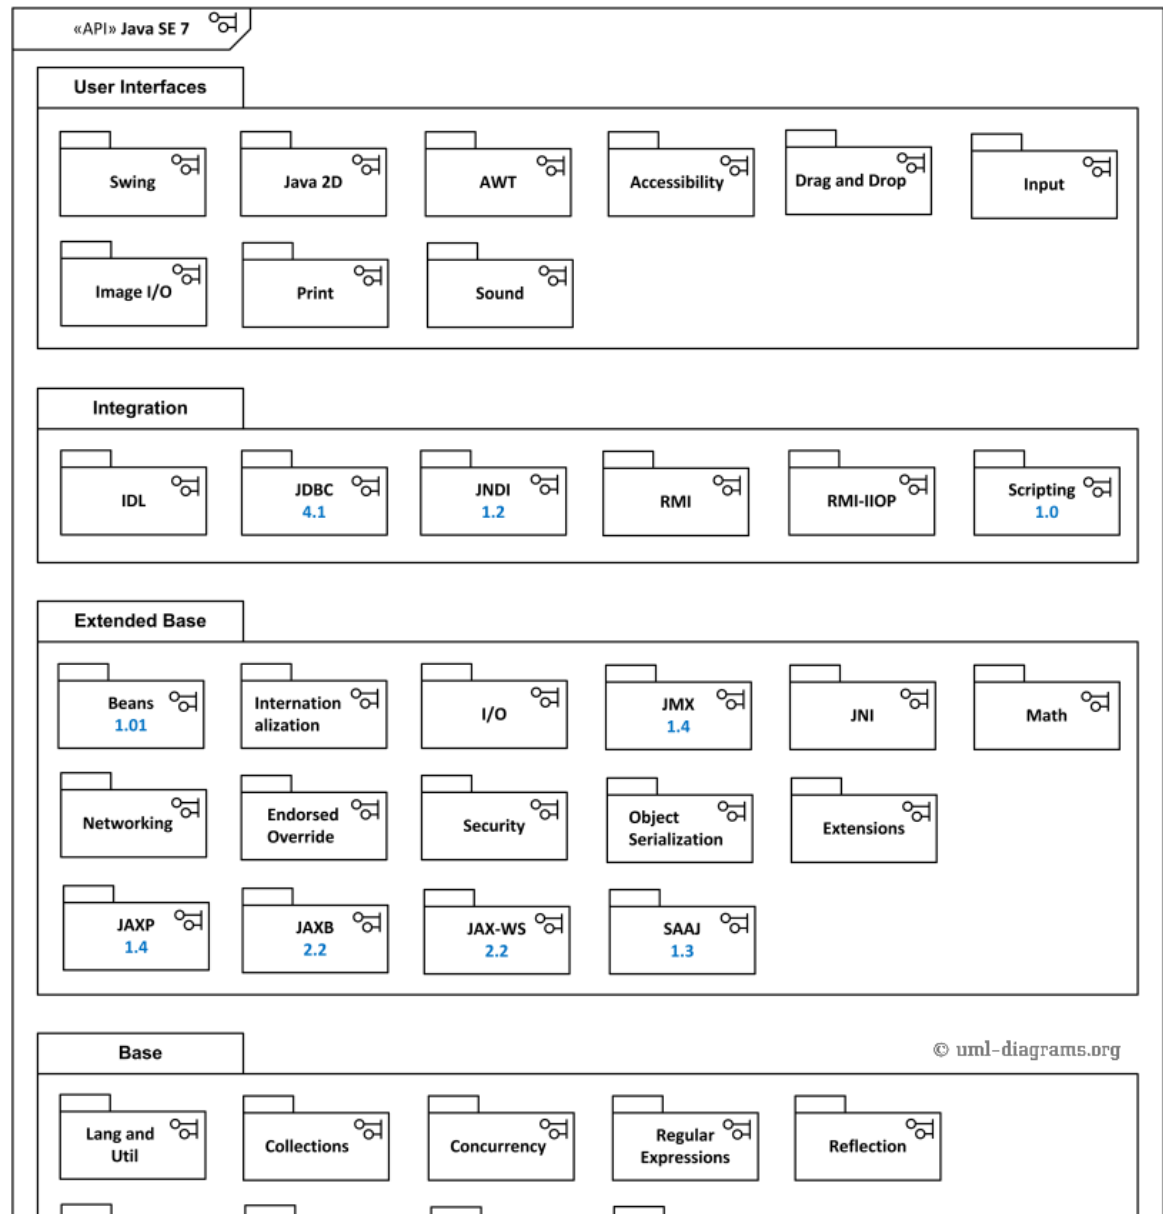 «API» Java SE 7
User Interfaces
Swing
Java 2D
AWT
Accessibility
Drag and Drop
Input
Image I/O
Print
Sound
Integration
IDL
JDBC
4.1
JNDI
1.2
RMI
RMI-IIOP
Scripting
1.0
Extended Base
Beans
1.01
Internation
alization
I/O
JMX
1.4
JNI
Math
Networking
Endorsed
Override
Security
Object
Serialization
Extensions
JAXP
1.4
JAXB
2.2
JAX-WS
2.2
SAAJ
1.3
Base
© uml-diagrams.org
Lang and
Util
Collections
Concurrency
Regular
Expressions
Reflection